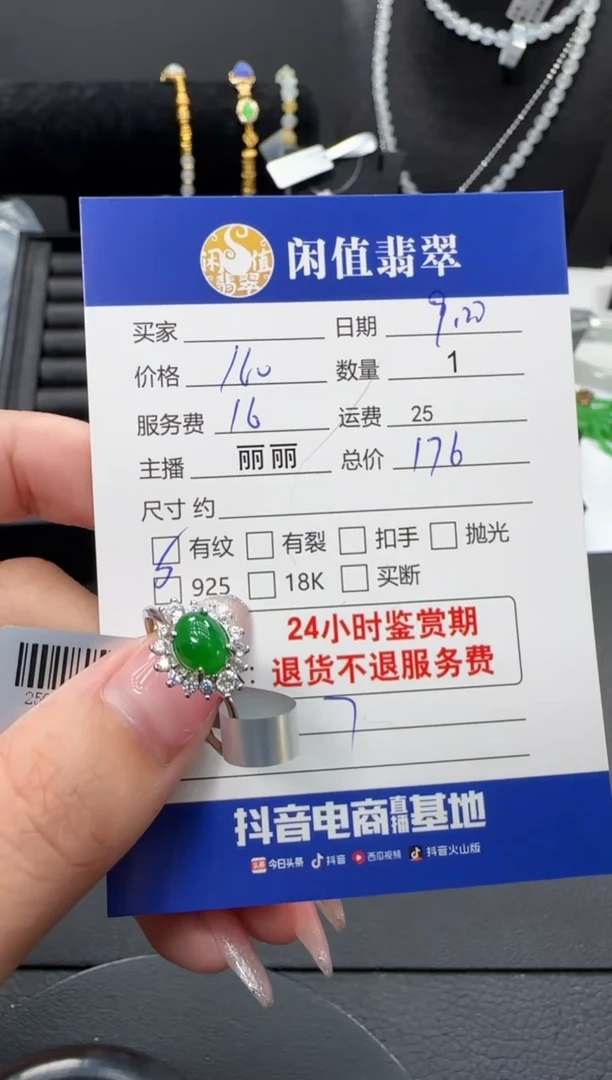 闲值翡翠
闲值翡翠
买家 日期 9.20
价格 160 数量 1
服务费 16 运费 25
主播 丽丽 总价 176
尺寸 约
有纹 有裂 扣手 抛光
925 18K 买断
24小时鉴赏期
: 退货不退服务费
7
抖音电商直播基地
头条 今日头条 抖音 西瓜视频 抖音火山版